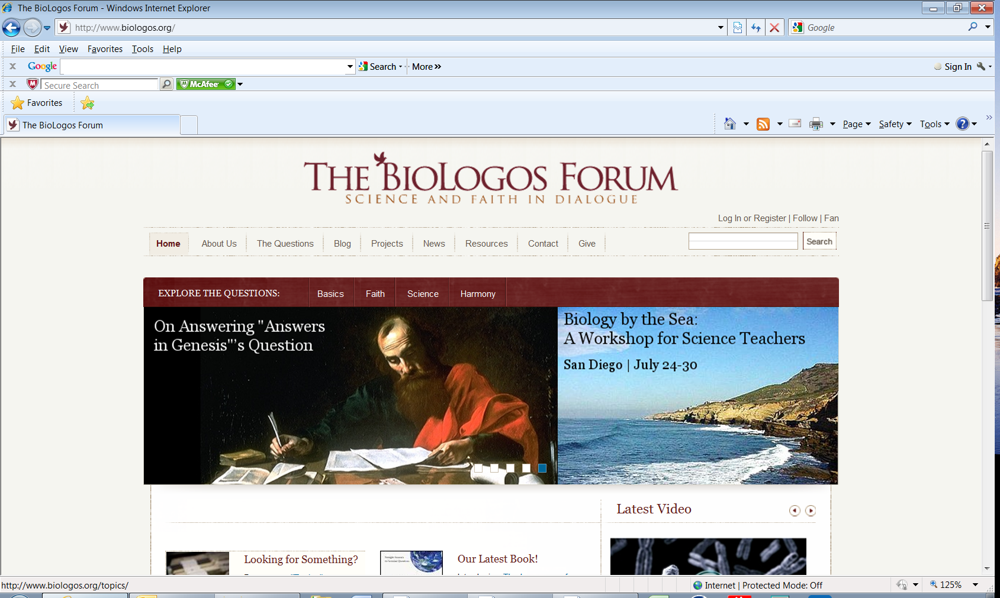 The BioLogos Forum - Windows Internet Explorer
http://www.biologos.org/
Google
File Edit View Favorites Tools Help
x Google Search More »
Sign In
x Secure Search McAfee
Favorites
The BioLogos Forum
Page Safety Tools
THE BIOLOGOS FORUM
SCIENCE AND FAITH IN DIALOGUE
Log In or Register | Follow | Fan
Home About Us The Questions Blog Projects News Resources Contact Give
Search
EXPLORE THE QUESTIONS: Basics Faith Science Harmony
On Answering "Answers
in Genesis"'s Question
Biology by the Sea:
A Workshop for Science Teachers
San Diego | July 24-30
Latest Video
Looking for Something?
Our Latest Book!
http://www.biologos.org/topics/
Internet | Protected Mode: Off
125%